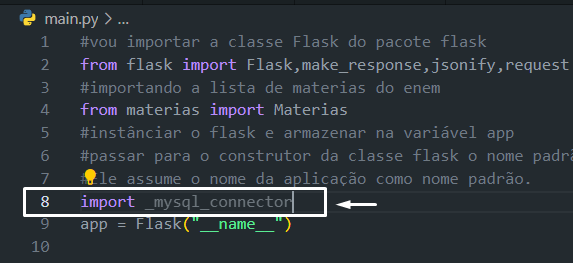 main.py > ...
1 #vou importar a classe Flask do pacote flask
2 from flask import Flask,make_response,jsonify,request
3 #importando a lista de materias do enem
4 from materias import Materias
5 #instânciar o flask e armazenar na variável app
6 #passar para o construtor da classe flask o nome padrã
7 #ele assume o nome da aplicação como nome padrão.
8 import _mysql_connector
9 app = Flask("__name__")
10